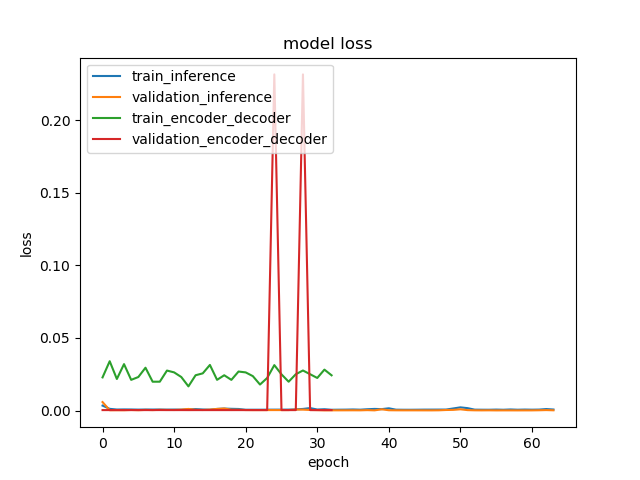 model loss
train_inference
validation_inference
train_encoder_decoder
validation_encoder_decoder
0.20
0.15
0.10
0.05
0.00
loss
0 10 20 30 40 50 60
epoch